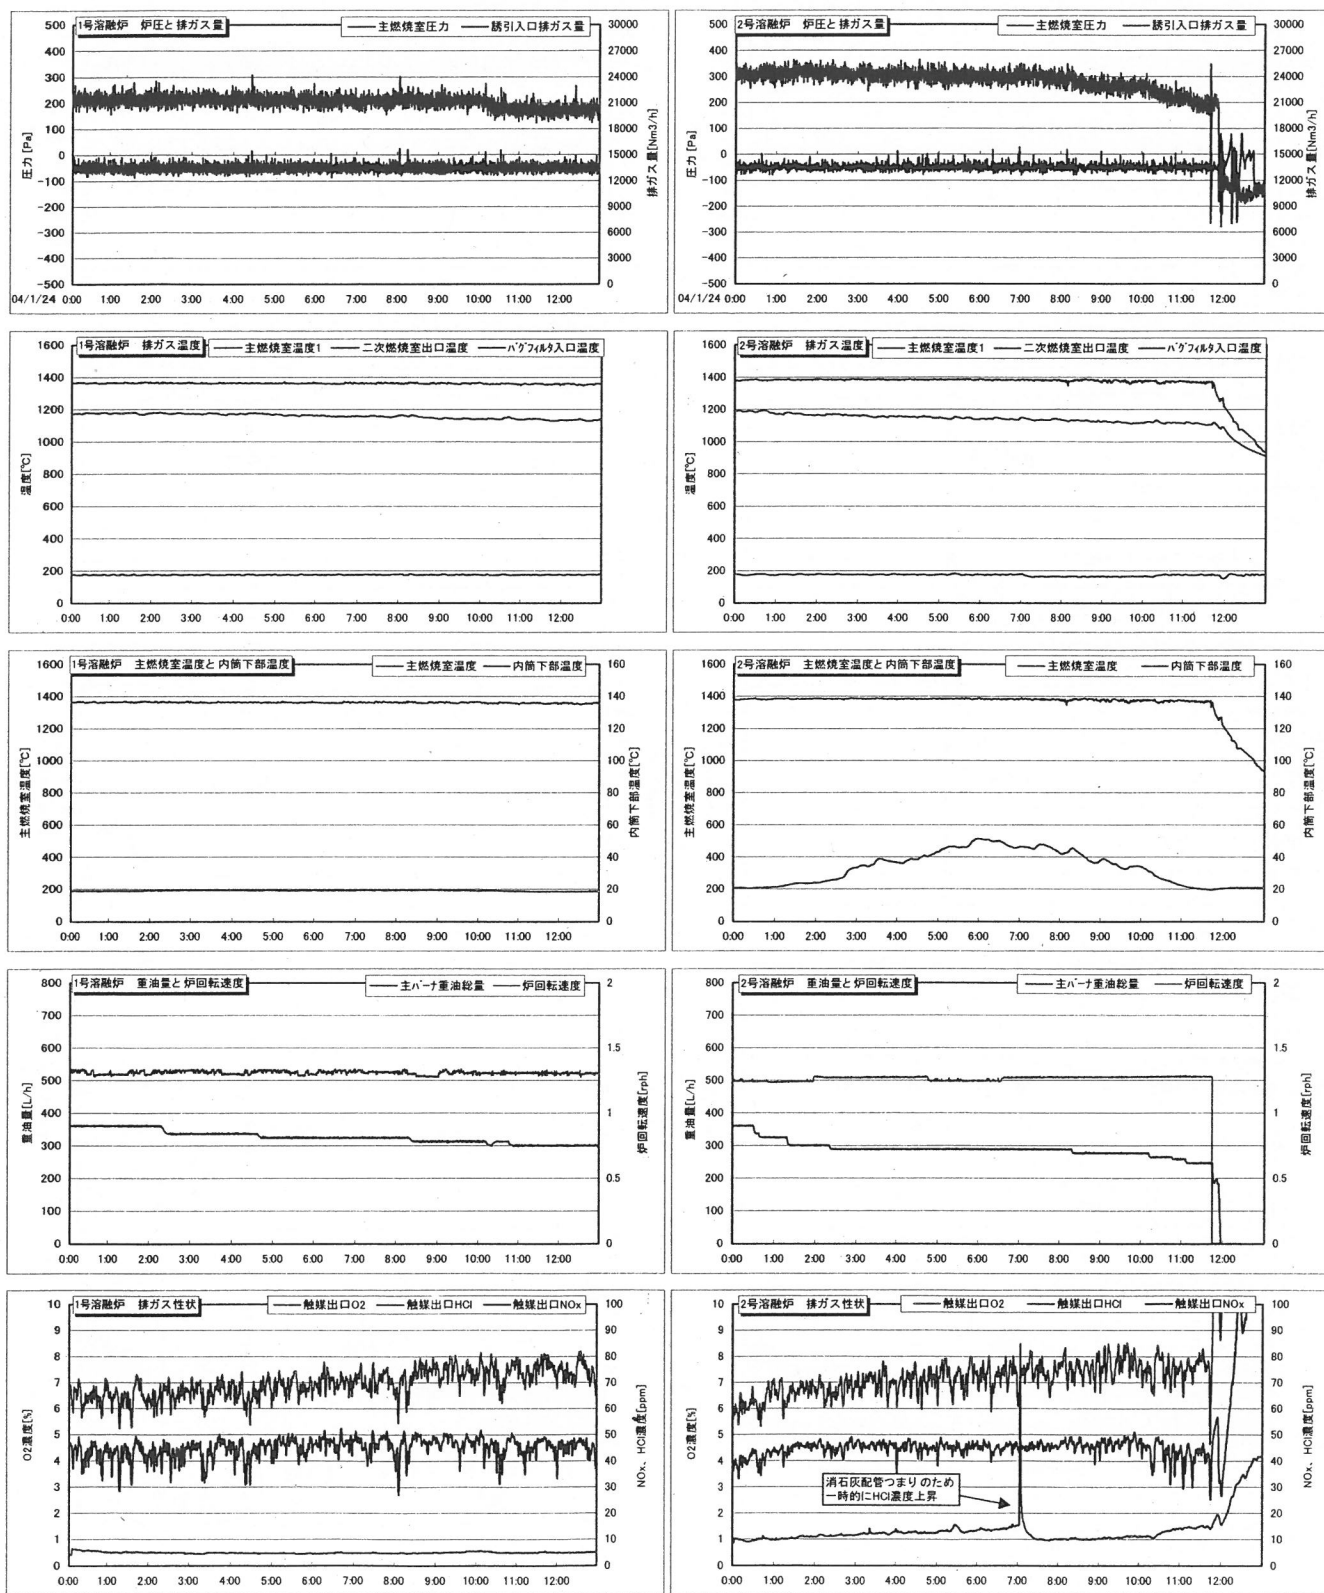 1号溶融炉　炉圧と排ガス量
主燃焼室圧力
誘引入口排ガス量
圧力 [Pa]
500
400
300
200
100
0
-100
-200
-300
-400
-500
30000
27000
24000
21000
18000
15000
12000
9000
6000
3000
0
排ガス量[Nm3/h]
04/1/24 0:00 1:00 2:00 3:00 4:00 5:00 6:00 7:00 8:00 9:00 10:00 11:00 12:00
2号溶融炉　炉圧と排ガス量
主燃焼室圧力
誘引入口排ガス量
圧力 [Pa]
500
400
300
200
100
0
-100
-200
-300
-400
-500
30000
27000
24000
21000
18000
15000
12000
9000
6000
3000
0
排ガス量[Nm3/h]
04/1/24 0:00 1:00 2:00 3:00 4:00 5:00 6:00 7:00 8:00 9:00 10:00 11:00 12:00
1号溶融炉　排ガス温度
主燃焼室温度1
二次燃焼室出口温度
バグフィルタ入口温度
温度[℃]
1600
1400
1200
1000
800
600
400
200
0
0:00 1:00 2:00 3:00 4:00 5:00 6:00 7:00 8:00 9:00 10:00 11:00 12:00
2号溶融炉　排ガス温度
主燃焼室温度1
二次燃焼室出口温度
バグフィルタ入口温度
温度[℃]
1600
1400
1200
1000
800
600
400
200
0
0:00 1:00 2:00 3:00 4:00 5:00 6:00 7:00 8:00 9:00 10:00 11:00 12:00
1号溶融炉　主燃焼室温度と内筒下部温度
主燃焼室温度
内筒下部温度
主燃焼室温度[℃]
1600
1400
1200
1000
800
600
400
200
0
160
140
120
100
80
60
40
20
0
内筒下部温度[℃]
0:00 1:00 2:00 3:00 4:00 5:00 6:00 7:00 8:00 9:00 10:00 11:00 12:00
2号溶融炉　主燃焼室温度と内筒下部温度
主燃焼室温度
内筒下部温度
主燃焼室温度[℃]
1600
1400
1200
1000
800
600
400
200
0
160
140
120
100
80
60
40
20
0
内筒下部温度[℃]
0:00 1:00 2:00 3:00 4:00 5:00 6:00 7:00 8:00 9:00 10:00 11:00 12:00
1号溶融炉　重油量と炉回転速度
主バーナ重油総量
炉回転速度
重油量[L/h]
800
700
600
500
400
300
200
100
0
2
1.5
1
0.5
0
炉回転速度[rph]
0:00 1:00 2:00 3:00 4:00 5:00 6:00 7:00 8:00 9:00 10:00 11:00 12:00
2号溶融炉　重油量と炉回転速度
主バーナ重油総量
炉回転速度
重油量[L/h]
800
700
600
500
400
300
200
100
0
2
1.5
1
0.5
0
炉回転速度[rph]
0:00 1:00 2:00 3:00 4:00 5:00 6:00 7:00 8:00 9:00 10:00 11:00 12:00
1号溶融炉　排ガス性状
触媒出口O2
触媒出口HCl
触媒出口NOx
O2濃度[%]
10
9
8
7
6
5
4
3
2
1
0
100
90
80
70
60
50
40
30
20
10
0
NOx、HCl濃度[ppm]
0:00 1:00 2:00 3:00 4:00 5:00 6:00 7:00 8:00 9:00 10:00 11:00 12:00
2号溶融炉　排ガス性状
触媒出口O2
触媒出口HCl
触媒出口NOx
O2濃度[%]
10
9
8
7
6
5
4
3
2
1
0
100
90
80
70
60
50
40
30
20
10
0
NOx、HCl濃度[ppm]
消石灰配管つまりのため
一時的にHCl濃度上昇
0:00 1:00 2:00 3:00 4:00 5:00 6:00 7:00 8:00 9:00 10:00 11:00 12:00